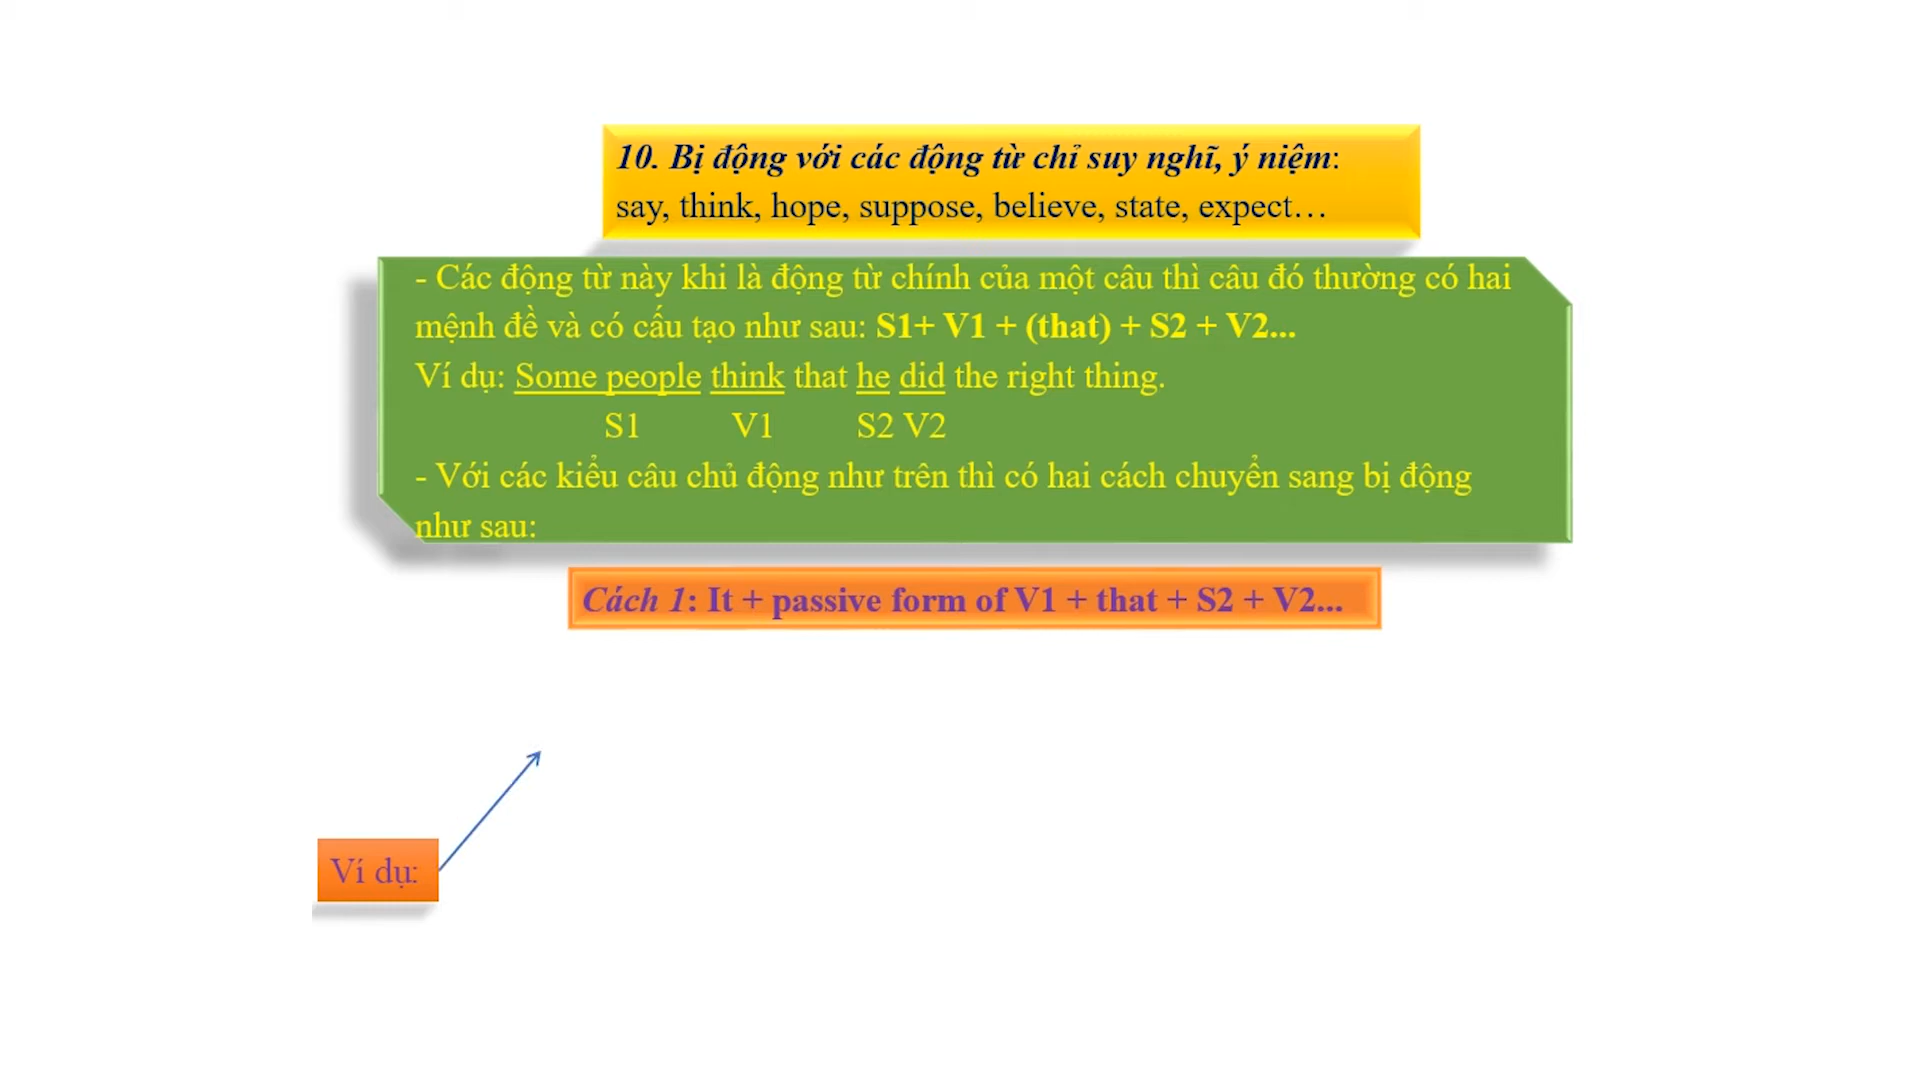 10. Bị động với các động từ chỉ suy nghĩ, ý niệm:
say, think, hope, suppose, believe, state, expect…
- Các động từ này khi là động từ chính của một câu thì câu đó thường có hai
mệnh đề và có cấu tạo như sau: S1+ V1 + (that) + S2 + V2...
Ví dụ: Some people think that he did the right thing.
S1 V1 S2 V2
- Với các kiểu câu chủ động như trên thì có hai cách chuyển sang bị động
như sau:
Cách 1: It + passive form of V1 + that + S2 + V2...
Ví dụ: